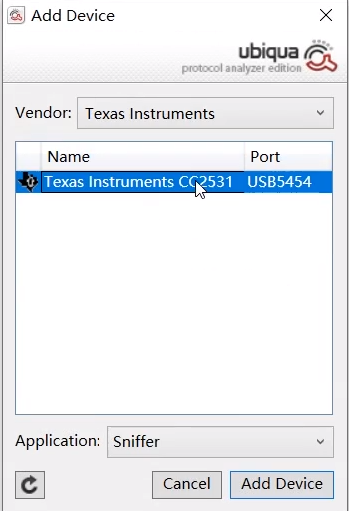 Add Device
ubiqua
protocol analyzer edition
Vendor: Texas Instruments
Name Port
Texas Instruments CC2531 USB5454
Application: Sniffer
Cancel Add Device